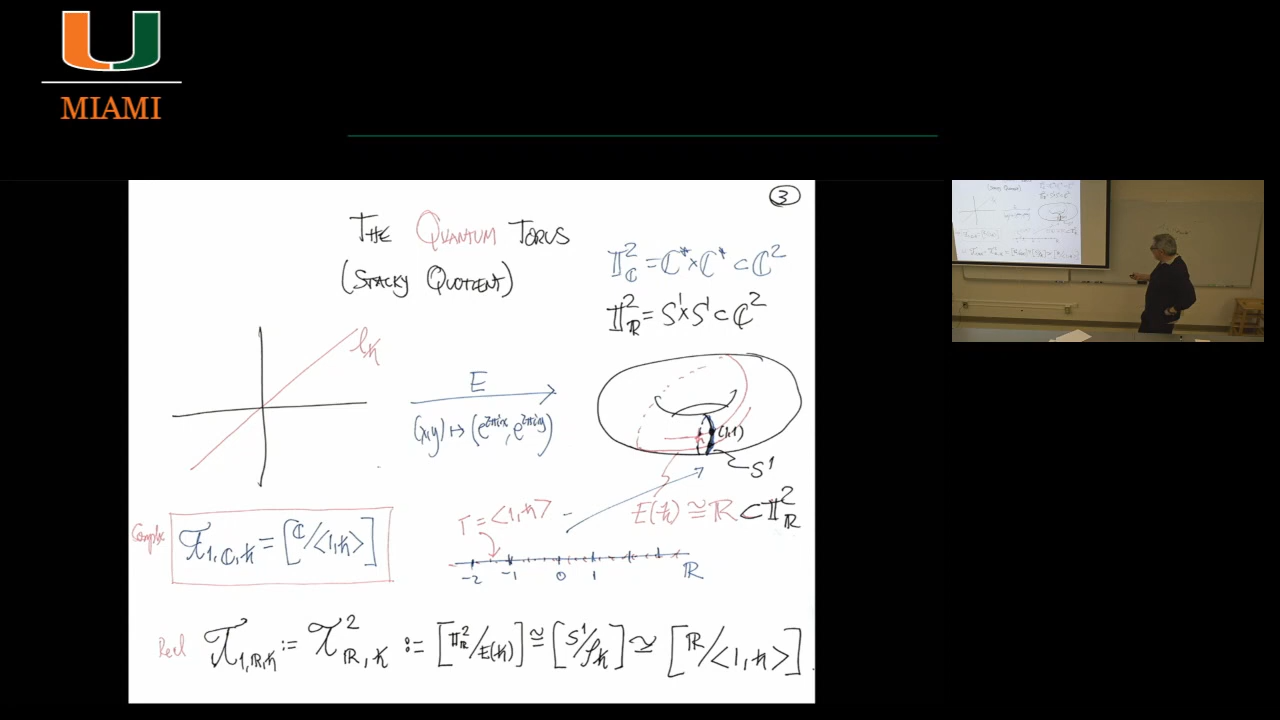 MIAMI
3
THE QUANTUM TORUS
(STACKY QUOTIENT)
𝕋²_ℂ = ℂ* × ℂ* ⊂ ℂ²
𝕋²_ℝ = S¹ × S¹ ⊂ ℂ²
ℓ_ℏ
E
(x,y) ↦ (e^{2πix}, e^{2πiy})
(1,1)
S¹
E(ℏ) ≅ ℝ ⊂ 𝕋²_ℝ
Γ = <1,ℏ>
Complex 𝒯_{1,ℂ,ℏ} = [ℂ/<1,ℏ>]
-2 -1 0 1 ℝ
Real 𝒯_{1,ℝ,ℏ} := 𝒯²_{ℝ,ℏ} := [𝕋²_ℝ/E(ℏ)] ≅ [S¹/ρ_ℏ] ≃ [ℝ/<1,ℏ>].